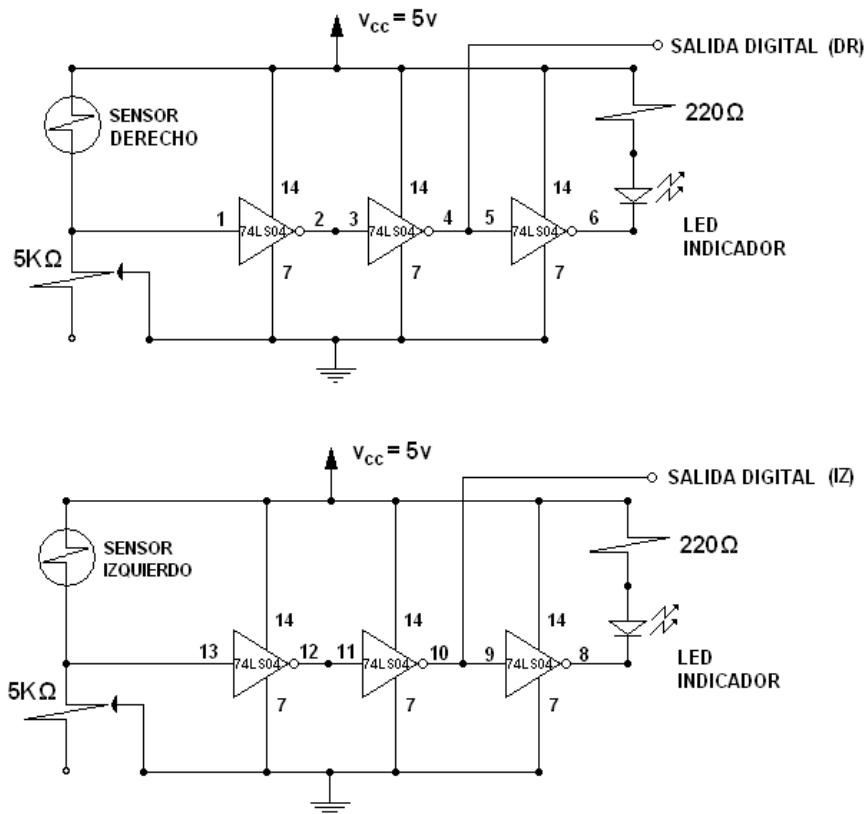 Vcc = 5v
SALIDA DIGITAL (DR)
SENSOR
DERECHO
220Ω
14 14 14
1 74LS04 2 3 74LS04 4 5 74LS04 6
LED
INDICADOR
5KΩ
7 7 7
Vcc = 5v
SALIDA DIGITAL (IZ)
SENSOR
IZQUIERDO
220Ω
14 14 14
13 74LS04 12 11 74LS04 10 9 74LS04 8
LED
INDICADOR
5KΩ
7 7 7